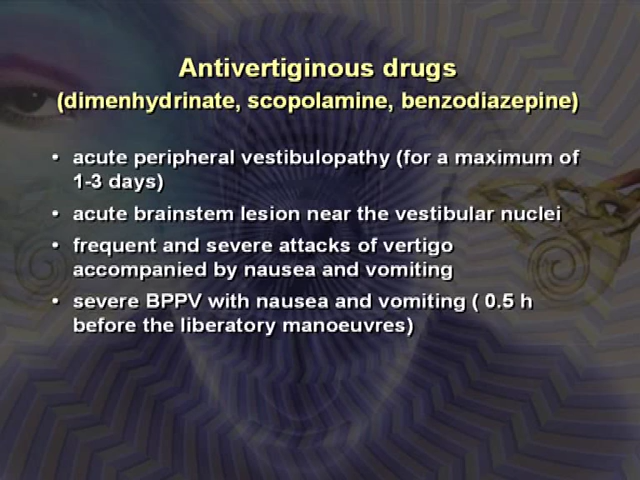 Antivertiginous drugs
(dimenhydrinate, scopolamine, benzodiazepine)
• acute peripheral vestibulopathy (for a maximum of
1-3 days)
• acute brainstem lesion near the vestibular nuclei
• frequent and severe attacks of vertigo
accompanied by nausea and vomiting
• severe BPPV with nausea and vomiting ( 0.5 h
before the liberatory manoeuvres)